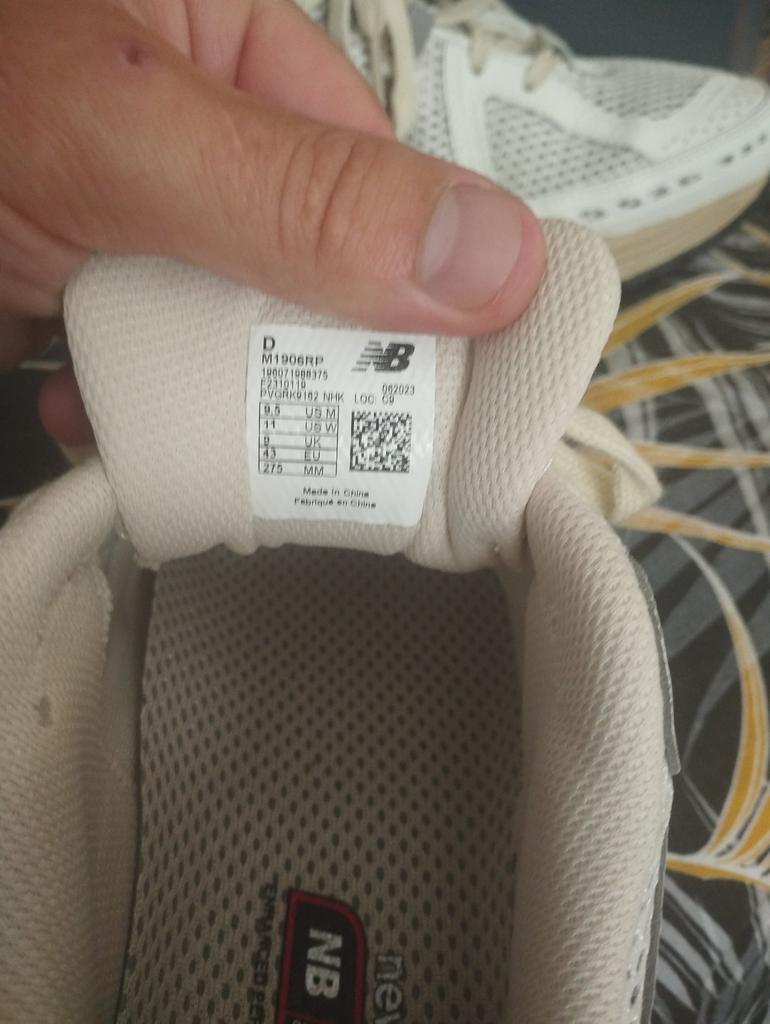 D
M1906RP
NB
196071988375
F2310119
062023
PVGRK9162 NHK LOC: C9
9.5 US M
11 US W
9 UK
43 EU
275 MM
Made In China
Fabriqué en Chine
NB
new